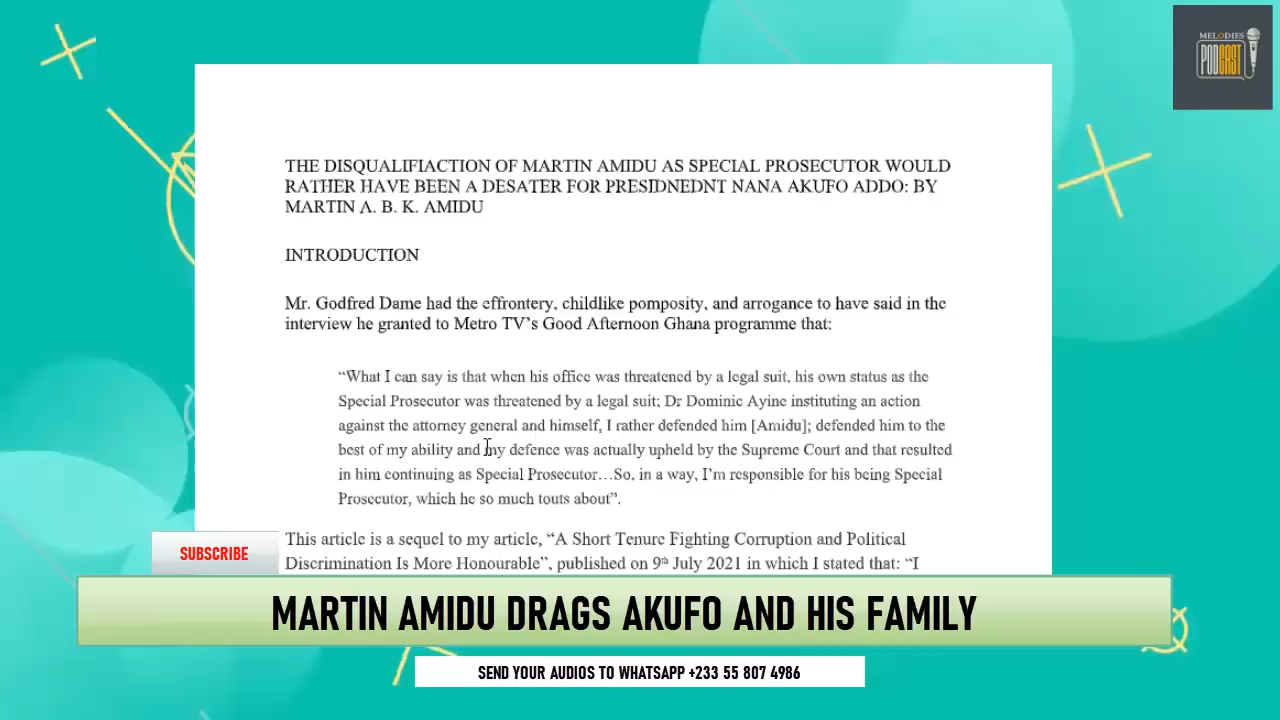 MELODIES
PODCAST
THE DISQUALIFIACTION OF MARTIN AMIDU AS SPECIAL PROSECUTOR WOULD
RATHER HAVE BEEN A DESATER FOR PRESIDNEDNT NANA AKUFO ADDO: BY
MARTIN A. B. K. AMIDU
INTRODUCTION
Mr. Godfred Dame had the effrontery, childlike pomposity, and arrogance to have said in the
interview he granted to Metro TV’s Good Afternoon Ghana programme that:
“What I can say is that when his office was threatened by a legal suit, his own status as the
Special Prosecutor was threatened by a legal suit; Dr Dominic Ayine instituting an action
against the attorney general and himself, I rather defended him [Amidu]; defended him to the
best of my ability and my defence was actually upheld by the Supreme Court and that resulted
in him continuing as Special Prosecutor…So, in a way, I’m responsible for his being Special
Prosecutor, which he so much touts about”.
This article is a sequel to my article, “A Short Tenure Fighting Corruption and Political
Discrimination Is More Honourable”, published on 9th July 2021 in which I stated that: “I
SUBSCRIBE
MARTIN AMIDU DRAGS AKUFO AND HIS FAMILY
SEND YOUR AUDIOS TO WHATSAPP +233 55 807 4986